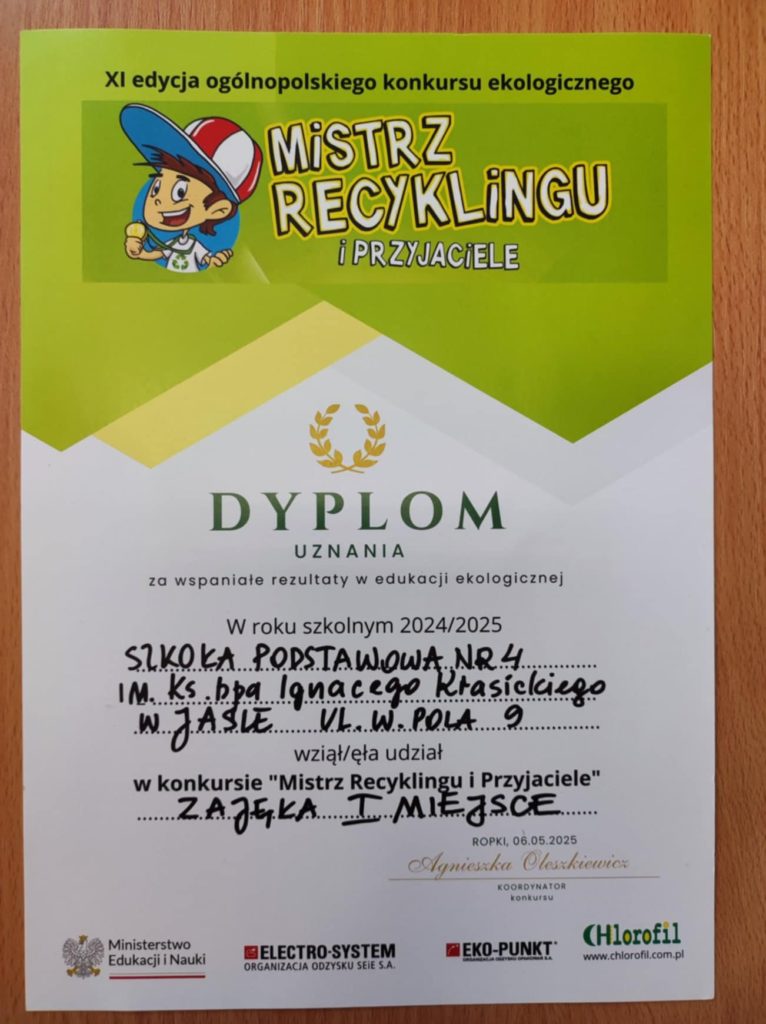 XI edycja ogólnopolskiego konkursu ekologicznego
MiSTRZ
RECYKLiNGU
i PRZYJACiELE
DYPLOM
UZNANIA
za wspaniałe rezultaty w edukacji ekologicznej
W roku szkolnym 2024/2025
SZKOŁA PODSTAWOWA NR 4
IM. Ks. bpa Ignacego Krasickiego
W JAŚLE UL. W. POLA 9
wziął/ęła udział
w konkursie "Mistrz Recyklingu i Przyjaciele"
ZAJĘŁA I MIEJSCE
ROPKI, 06.05.2025
Agnieszka Oleszkiewicz
KOORDYNATOR
konkursu
Ministerstwo
Edukacji i Nauki
ELECTRO-SYSTEM
ORGANIZACJA ODZYSKU SEiE S.A.
EKO-PUNKT
ORGANIZACJA ODZYSKU OPAKOWAŃ S.A.
CHlorofil
www.chlorofil.com.pl